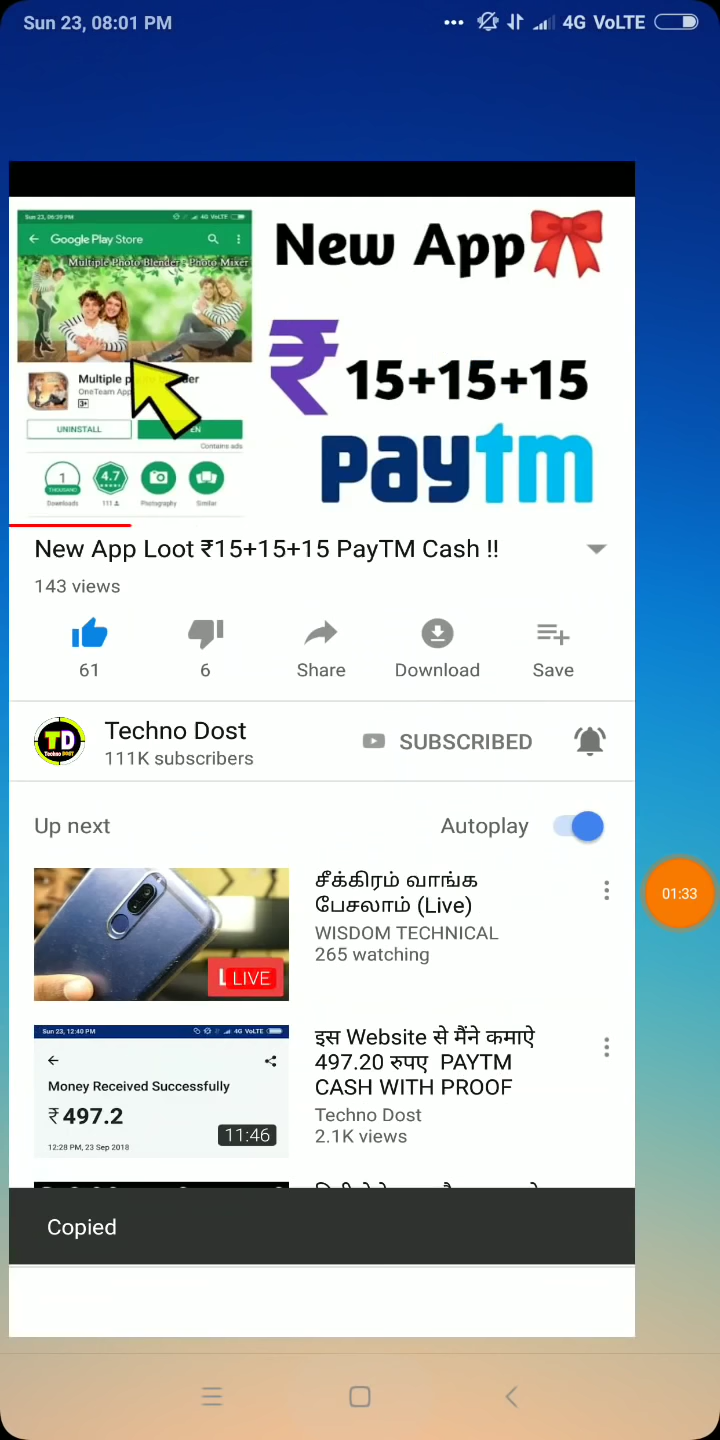 Sun 23, 08:01 PM
4G VoLTE
Sun 23, 06:39 PM
4G VoLTE
Google Play Store
Multiple Photo Blender - Photo Mixer
Multiple
OneTeam App
3+
UNINSTALL
Contains ads
1
THOUSAND
4.7
Downloads
111
Photography
Similar
New App
₹ 15+15+15
paytm
New App Loot ₹15+15+15 PayTM Cash !!
143 views
61
6
Share
Download
Save
TD
Techno DOST
Techno Dost
111K subscribers
SUBSCRIBED
Up next
Autoplay
LIVE
சீக்கிரம் வாங்க
பேசலாம் (Live)
WISDOM TECHNICAL
265 watching
01:33
Sun 23, 12:40 PM
4G VoLTE
Money Received Successfully
₹497.2
12:28 PM, 23 Sep 2018
11:46
इस Website से मैंने कमाऐ
497.20 रुपए PAYTM
CASH WITH PROOF
Techno Dost
2.1K views
Copied